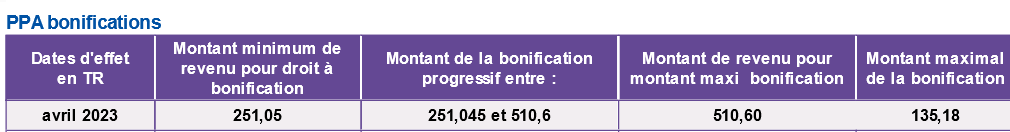 PPA bonifications
Dates d'effet
en TR
Montant minimum de
revenu pour droit à
bonification
Montant de la bonification
progressif entre :
Montant de revenu pour
montant maxi bonification
Montant maximal
de la bonification
avril 2023
251,05
251,045 et 510,6
510,60
135,18